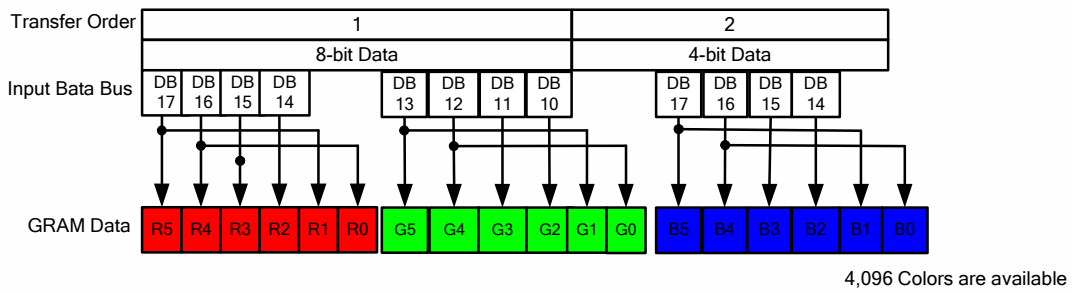 Transfer Order 1 2
8-bit Data 4-bit Data
Input Bata Bus DB 17 DB 16 DB 15 DB 14 DB 13 DB 12 DB 11 DB 10 DB 17 DB 16 DB 15 DB 14
GRAM Data R5 R4 R3 R2 R1 R0 G5 G4 G3 G2 G1 G0 B5 B4 B3 B2 B1 B0
4,096 Colors are available